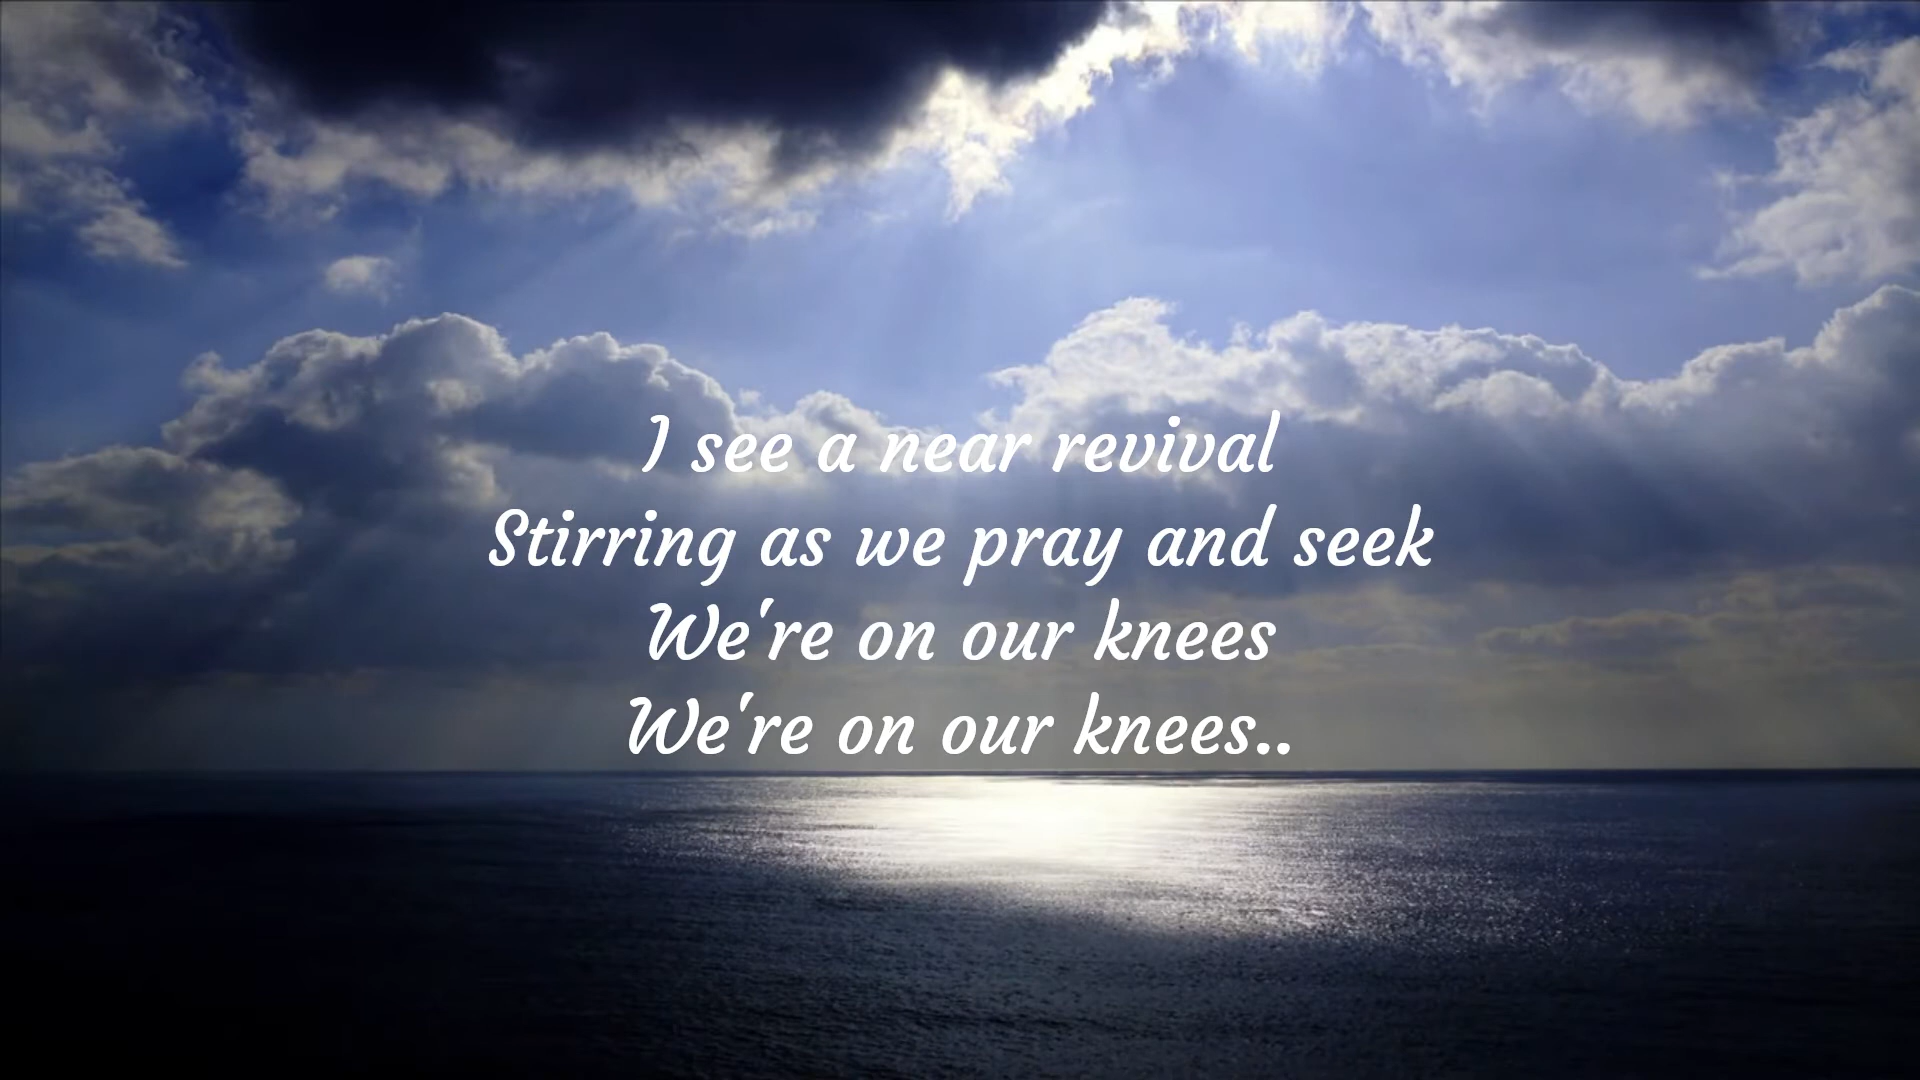 I see a near revival
Stirring as we pray and seek
We're on our knees
We're on our knees..